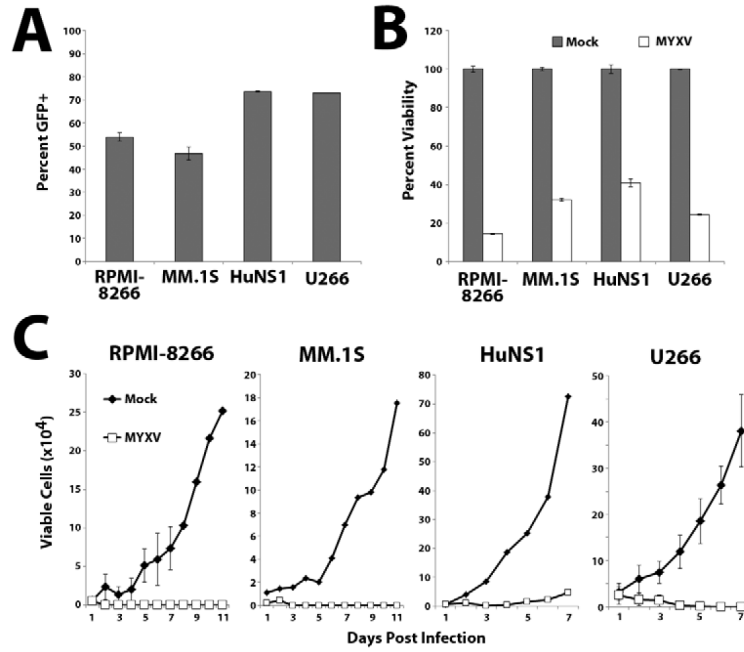 A
Percent GFP+
100
90
80
70
60
50
40
30
20
10
0
RPMI-
8266
MM.1S
HuNS1
U266
B
Mock
MYXV
Percent Viability
120
100
80
60
40
20
0
RPMI-
8266
MM.1S
HuNS1
U266
C
RPMI-8266
MM.1S
HuNS1
U266
Viable Cells (x10⁴)
30
25
20
15
10
5
0
Mock
MYXV
1 3 5 7 9 11
20
18
16
14
12
10
8
6
4
2
0
1 3 5 7 9 11
80
70
60
50
40
30
20
10
0
1 3 5 7
50
40
30
20
10
0
1 3 5 7
Days Post Infection